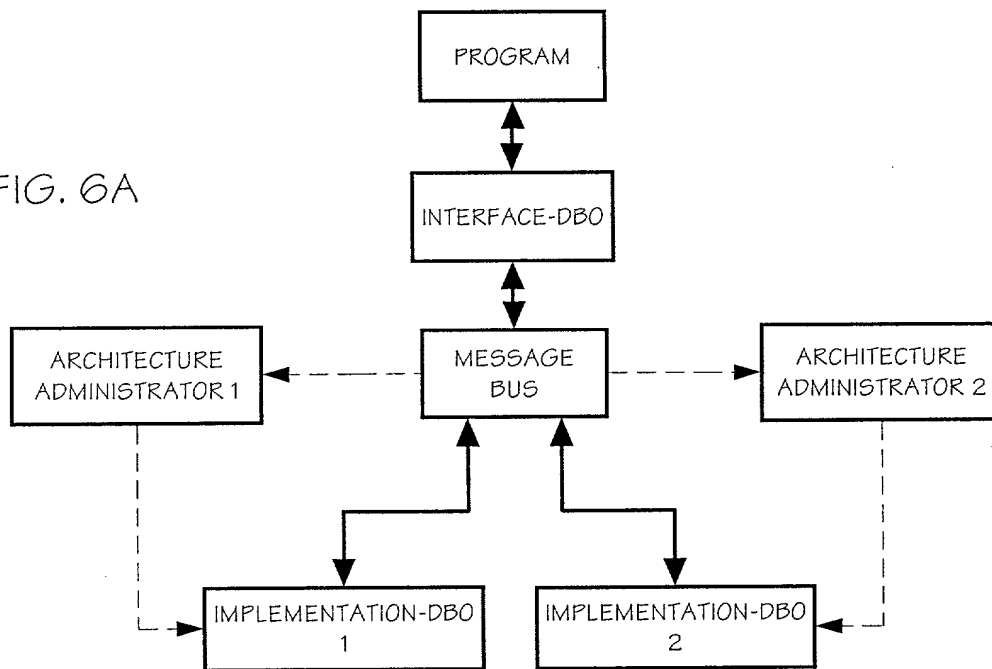 PROGRAM
FIG. 6A
INTERFACE-DBO
ARCHITECTURE
ADMINISTRATOR 1
MESSAGE
BUS
ARCHITECTURE
ADMINISTRATOR 2
IMPLEMENTATION-DBO
1
IMPLEMENTATION-DBO
2